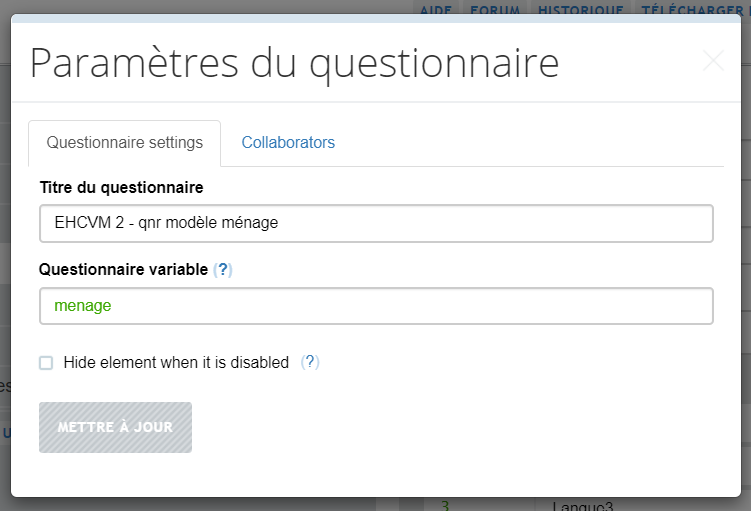 AIDE FORUM HISTORIQUE TÉLÉCHARGER
Paramètres du questionnaire
Questionnaire settings Collaborators
Titre du questionnaire
EHCVM 2 - qnr modèle ménage
Questionnaire variable (?)
menage
Hide element when it is disabled (?)
METTRE À JOUR
3